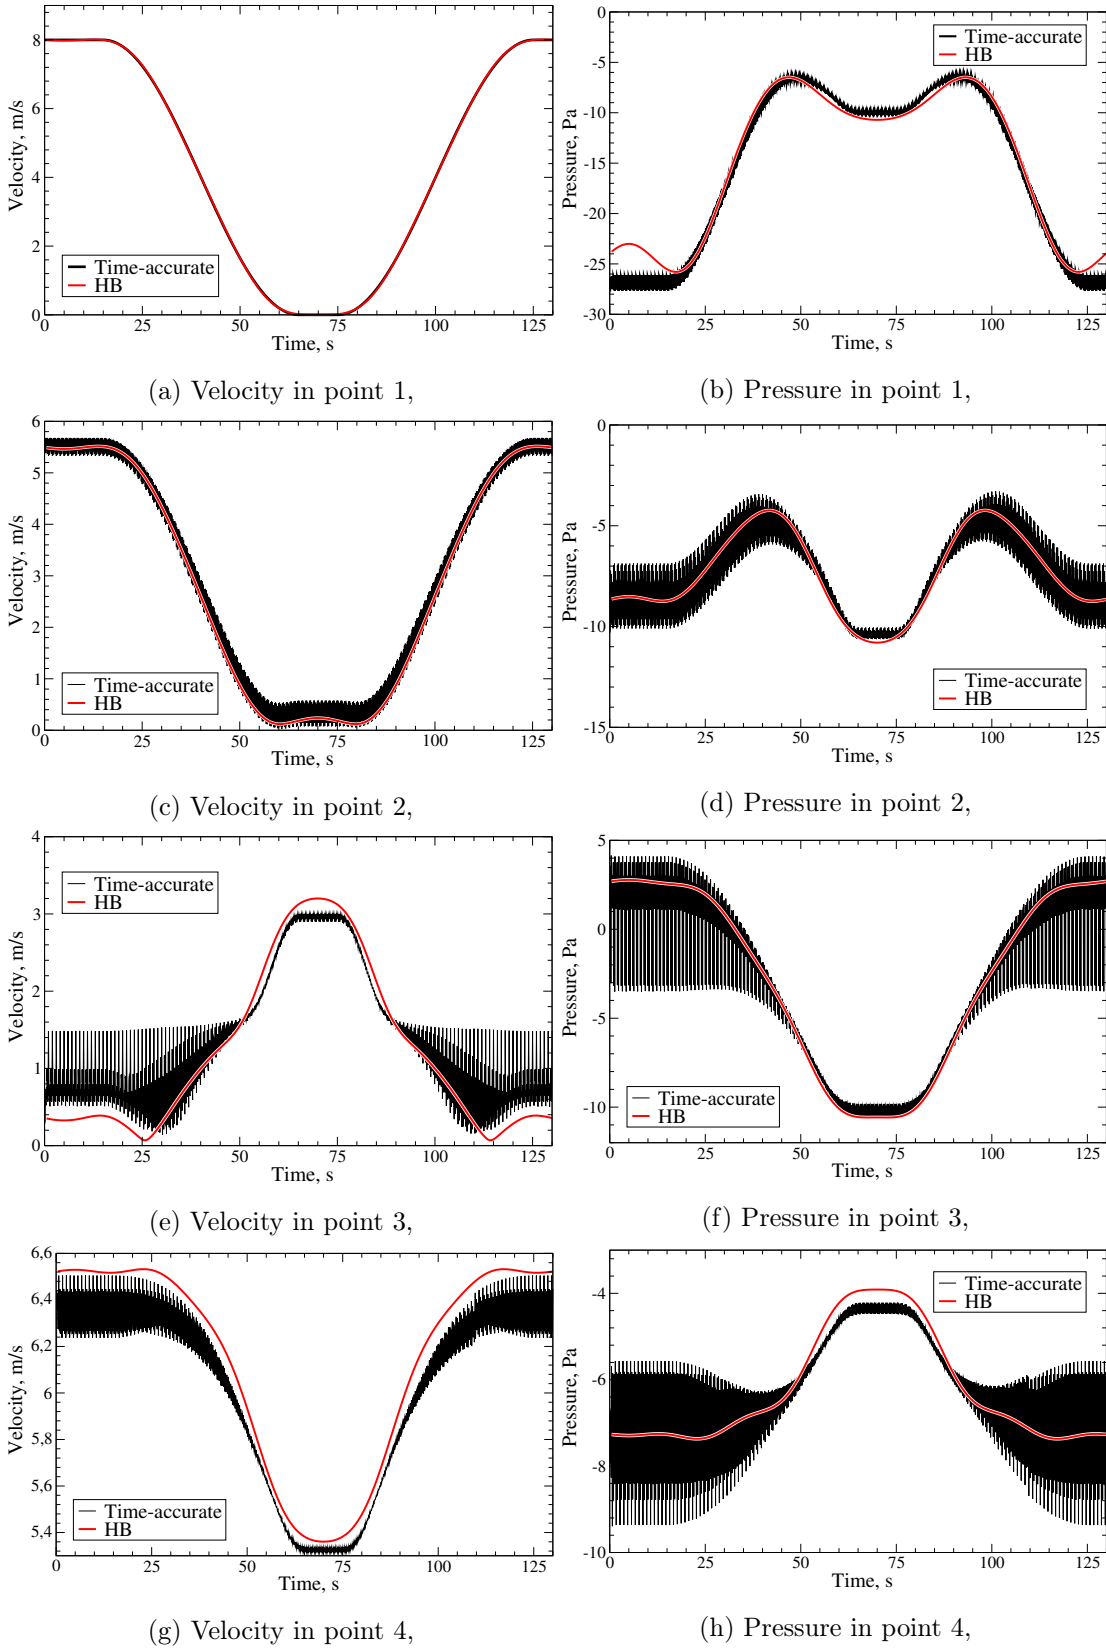 Velocity, m/s
8
6
4
2
0
0 25 50 75 100 125
Time, s
Time-accurate
HB
(a) Velocity in point 1,
Pressure, Pa
0
-5
-10
-15
-20
-25
-30
0 25 50 75 100 125
Time, s
Time-accurate
HB
(b) Pressure in point 1,
Velocity, m/s
6
5
4
3
2
1
0
0 25 50 75 100 125
Time, s
Time-accurate
HB
(c) Velocity in point 2,
Pressure, Pa
0
-5
-10
-15
0 25 50 75 100 125
Time, s
Time-accurate
HB
(d) Pressure in point 2,
Velocity, m/s
4
3
2
1
0
0 25 50 75 100 125
Time, s
Time-accurate
HB
(e) Velocity in point 3,
Pressure, Pa
5
0
-5
-10
0 25 50 75 100 125
Time, s
Time-accurate
HB
(f) Pressure in point 3,
Velocity, m/s
6,6
6,4
6,2
6
5,8
5,6
5,4
0 25 50 75 100 125
Time, s
Time-accurate
HB
(g) Velocity in point 4,
Pressure, Pa
-4
-6
-8
-10
0 25 50 75 100 125
Time, s
Time-accurate
HB
(h) Pressure in point 4,